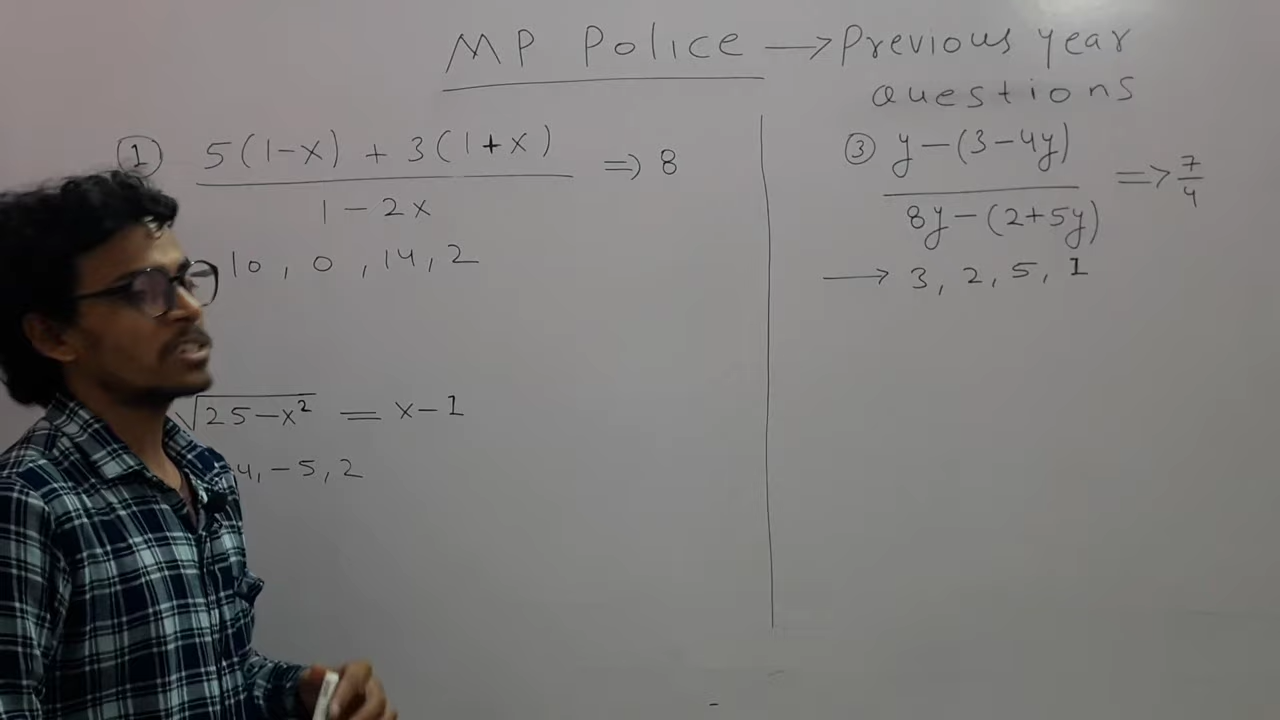 MP Police → Previous year
questions
① 5(1-x) + 3(1+x) / 1-2x ⇒ 8
10, 0, 14, 2
√25-x² = x-1
4, -5, 2
③ y-(3-4y) / 8y-(2+5y) ⇒ 7/4
→ 3, 2, 5, 1